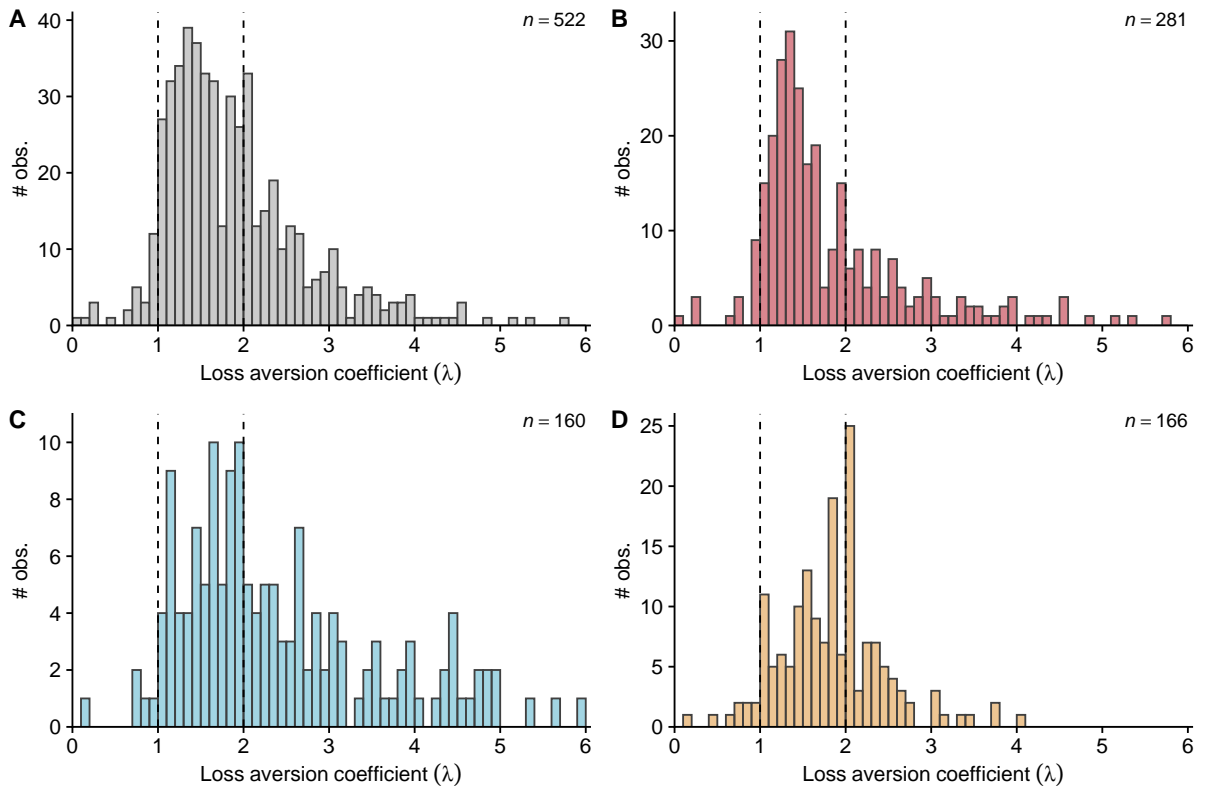 A
n = 522
40
30
20
10
0
# obs.
0 1 2 3 4 5 6
Loss aversion coefficient (λ)
B
n = 281
30
20
10
0
# obs.
0 1 2 3 4 5 6
Loss aversion coefficient (λ)
C
n = 160
10
8
6
4
2
0
# obs.
0 1 2 3 4 5 6
Loss aversion coefficient (λ)
D
n = 166
25
20
15
10
5
0
# obs.
0 1 2 3 4 5 6
Loss aversion coefficient (λ)